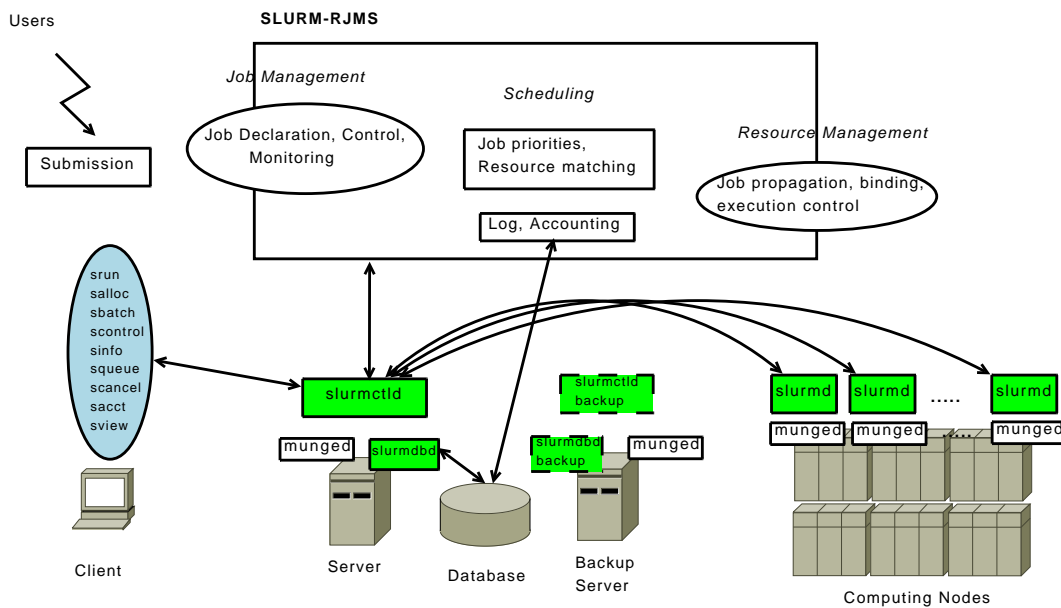 Users
SLURM-RJMS
Job Management
Scheduling
Resource Management
Submission
Job Declaration, Control,
Monitoring
Job priorities,
Resource matching
Job propagation, binding,
execution control
Log, Accounting
srun
salloc
sbatch
scontrol
sinfo
squeue
scancel
sacct
sview
slurmctld
slurmctld
backup
slurmd
slurmd
.....
slurmd
munged
slurmdbd
slurmdbd
backup
munged
munged
munged
.....
munged
Client
Server
Database
Backup
Server
Computing Nodes